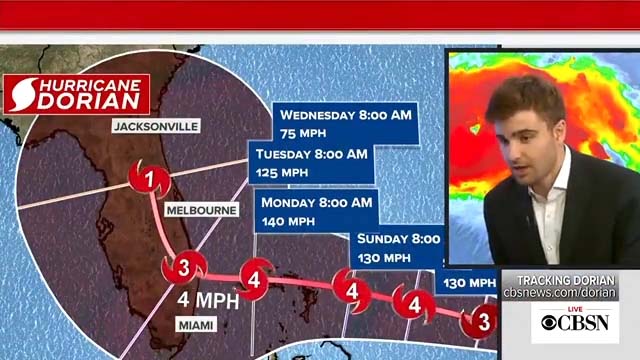 HURRICANE
DORIAN
JACKSONVILLE
WEDNESDAY 8:00 AM
75 MPH
TUESDAY 8:00 AM
125 MPH
1
MELBOURNE
MONDAY 8:00 AM
140 MPH
SUNDAY 8:00
130 MPH
130 MPH
3
4
4
4
3
4 MPH
MIAMI
TRACKING DORIAN
cbsnews.com/dorian
LIVE
CBSN